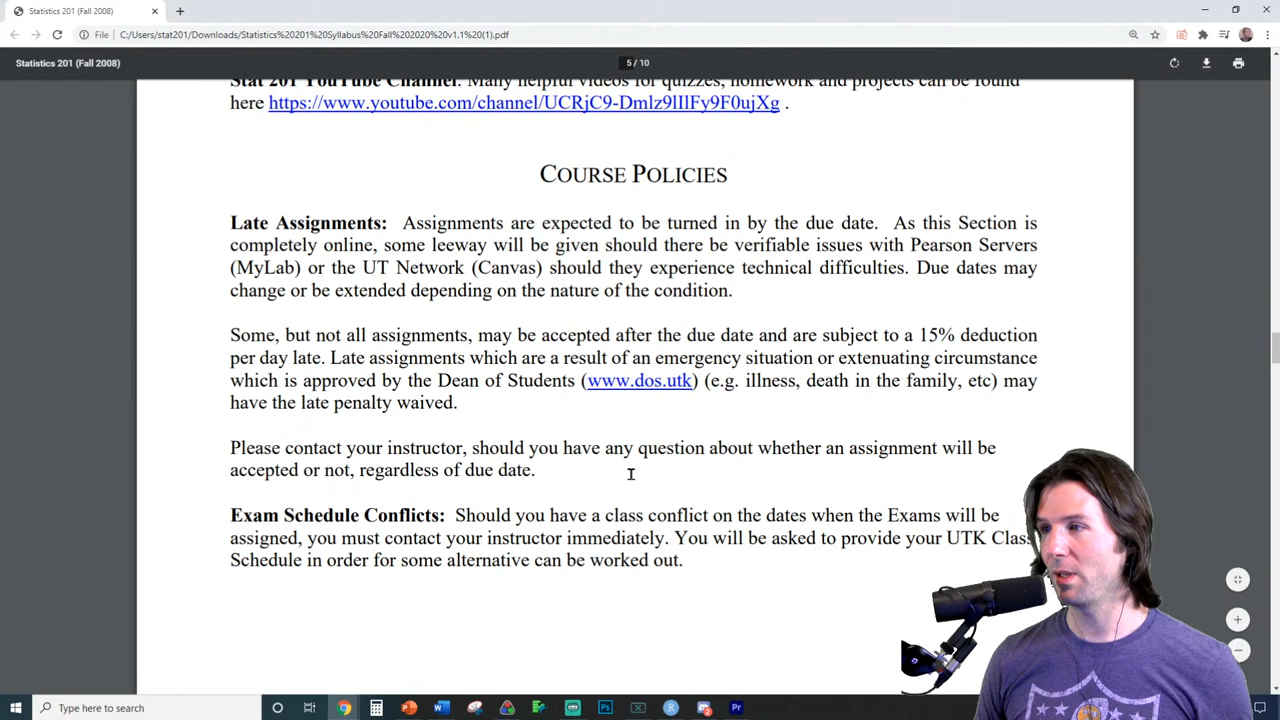 Statistics 201 (Fall 2008)
File
C:/Users/stat201/Downloads/Statistics%20201%20Syllabus%20Fall%202020%20v1.1%20(1).pdf
Statistics 201 (Fall 2008)
5 / 10
Stat 201 YouTube Channel: Many helpful videos for quizzes, homework and projects can be found
here https://www.youtube.com/channel/UCRjC9-Dmlz9lIlFy9F0ujXg .
COURSE POLICIES
Late Assignments: Assignments are expected to be turned in by the due date. As this Section is
completely online, some leeway will be given should there be verifiable issues with Pearson Servers
(MyLab) or the UT Network (Canvas) should they experience technical difficulties. Due dates may
change or be extended depending on the nature of the condition.
Some, but not all assignments, may be accepted after the due date and are subject to a 15% deduction
per day late. Late assignments which are a result of an emergency situation or extenuating circumstance
which is approved by the Dean of Students (www.dos.utk) (e.g. illness, death in the family, etc) may
have the late penalty waived.
Please contact your instructor, should you have any question about whether an assignment will be
accepted or not, regardless of due date.
Exam Schedule Conflicts: Should you have a class conflict on the dates when the Exams will be
assigned, you must contact your instructor immediately. You will be asked to provide your UTK Class
Schedule in order for some alternative can be worked out.
Type here to search